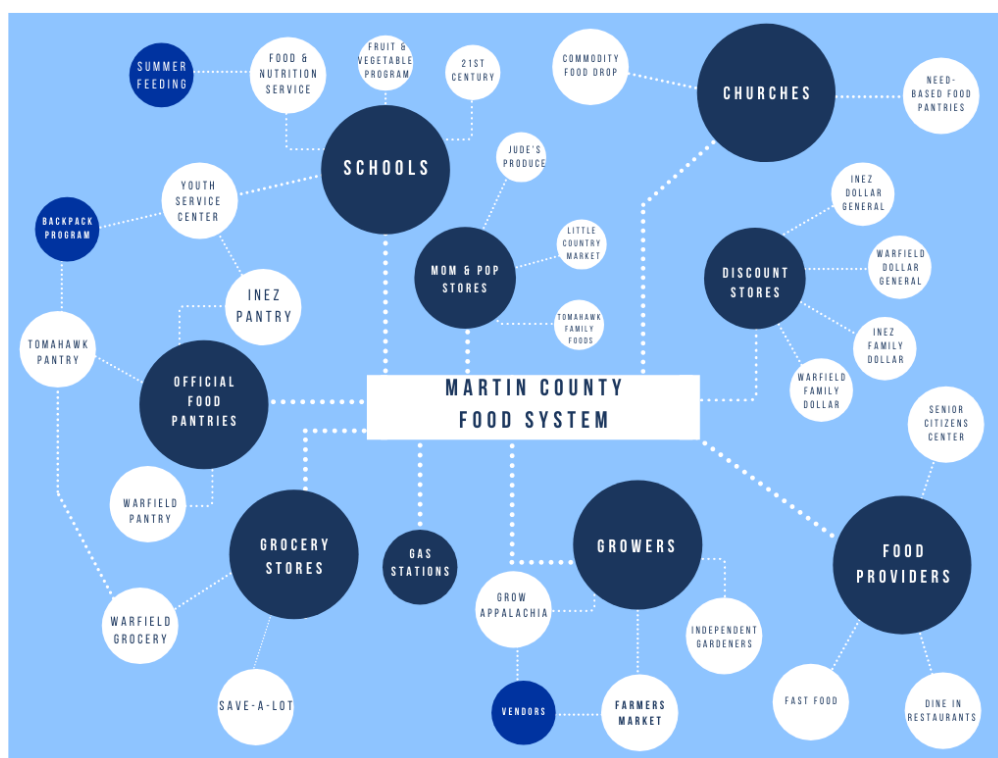 SUMMER
FEEDING
FOOD &
NUTRITION
SERVICE
FRUIT &
VEGETABLE
PROGRAM
21ST
CENTURY
COMMODITY
FOOD DROP
CHURCHES
NEED-
BASED FOOD
PANTRIES
SCHOOLS
JUDE'S
PRODUCE
YOUTH
SERVICE
CENTER
INEZ
DOLLAR
GENERAL
BACKPACK
PROGRAM
LITTLE
COUNTRY
MARKET
MOM & POP
STORES
DISCOUNT
STORES
WARFIELD
DOLLAR
GENERAL
INEZ
PANTRY
TOMAHAWK
FAMILY
FOODS
INEZ
FAMILY
DOLLAR
TOMAHAWK
PANTRY
WARFIELD
FAMILY
DOLLAR
OFFICIAL
FOOD
PANTRIES
MARTIN COUNTY
FOOD SYSTEM
SENIOR
CITIZENS
CENTER
WARFIELD
PANTRY
GROCERY
STORES
GAS
STATIONS
GROWERS
FOOD
PROVIDERS
GROW
APPALACHIA
WARFIELD
GROCERY
INDEPENDENT
GARDENERS
SAVE-A-LOT
VENDORS
FARMERS
MARKET
FAST FOOD
DINE IN
RESTAURANTS